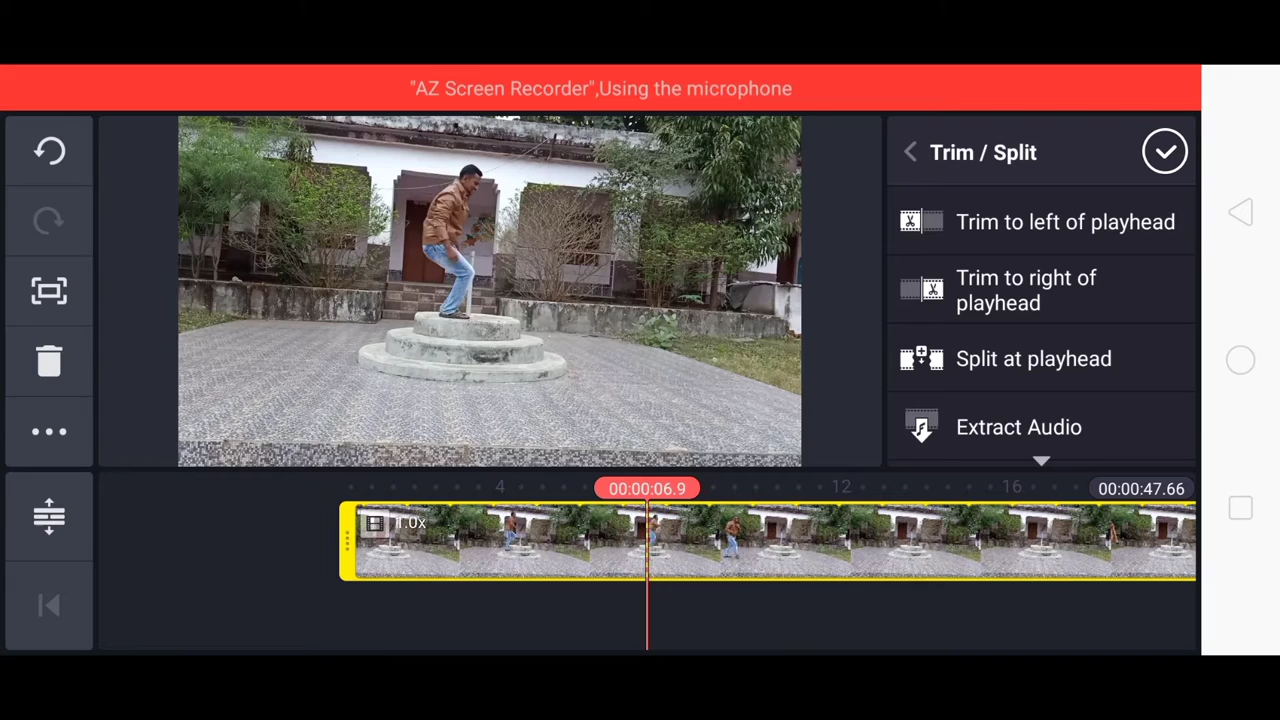 "AZ Screen Recorder",Using the microphone
Trim / Split
Trim to left of playhead
Trim to right of
playhead
Split at playhead
Extract Audio
4
00:00:06.9
12
16
00:00:47.66
1.0x